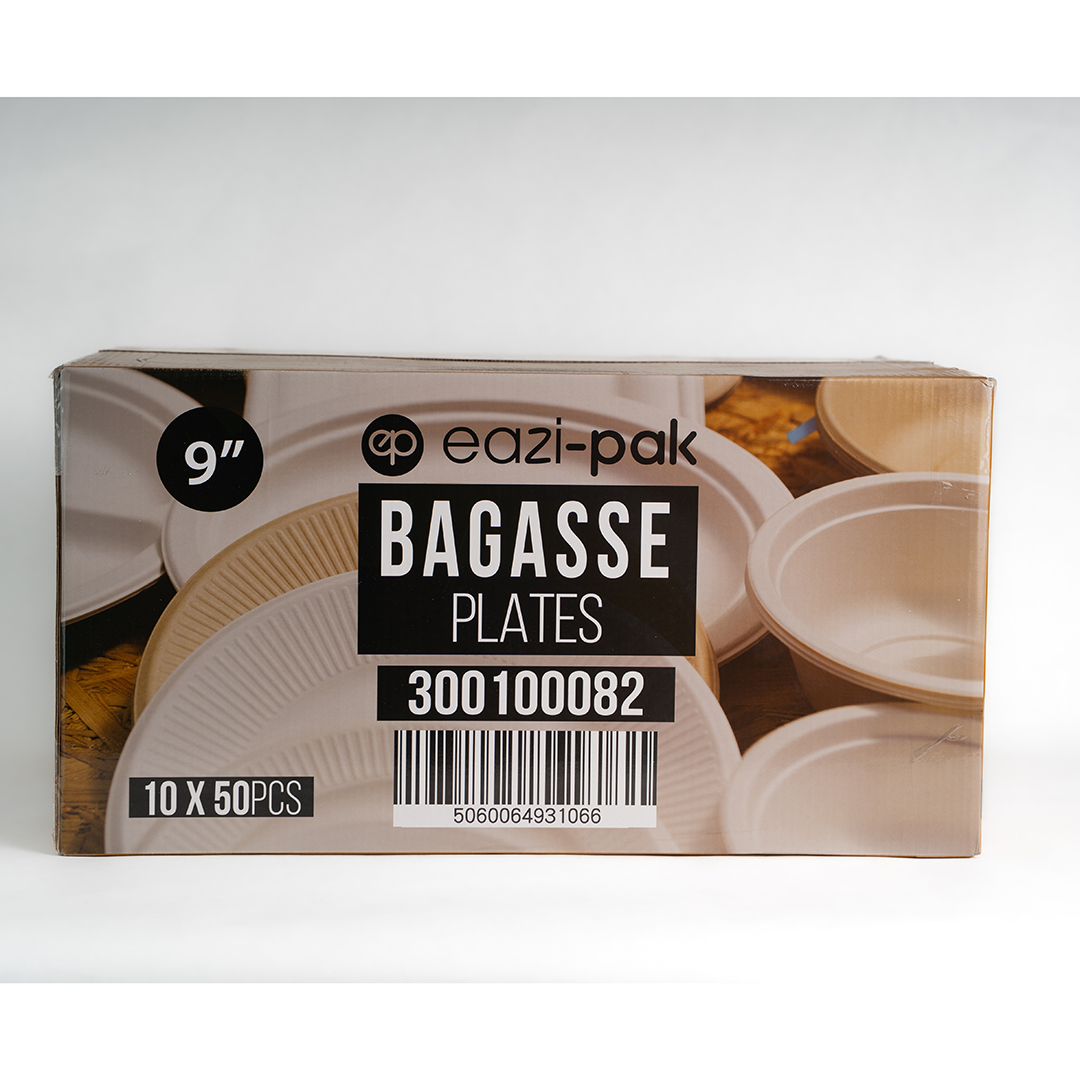 9”
ep eazi-pak
BAGASSE
PLATES
300100082
10 X 50PCS
5060064931066